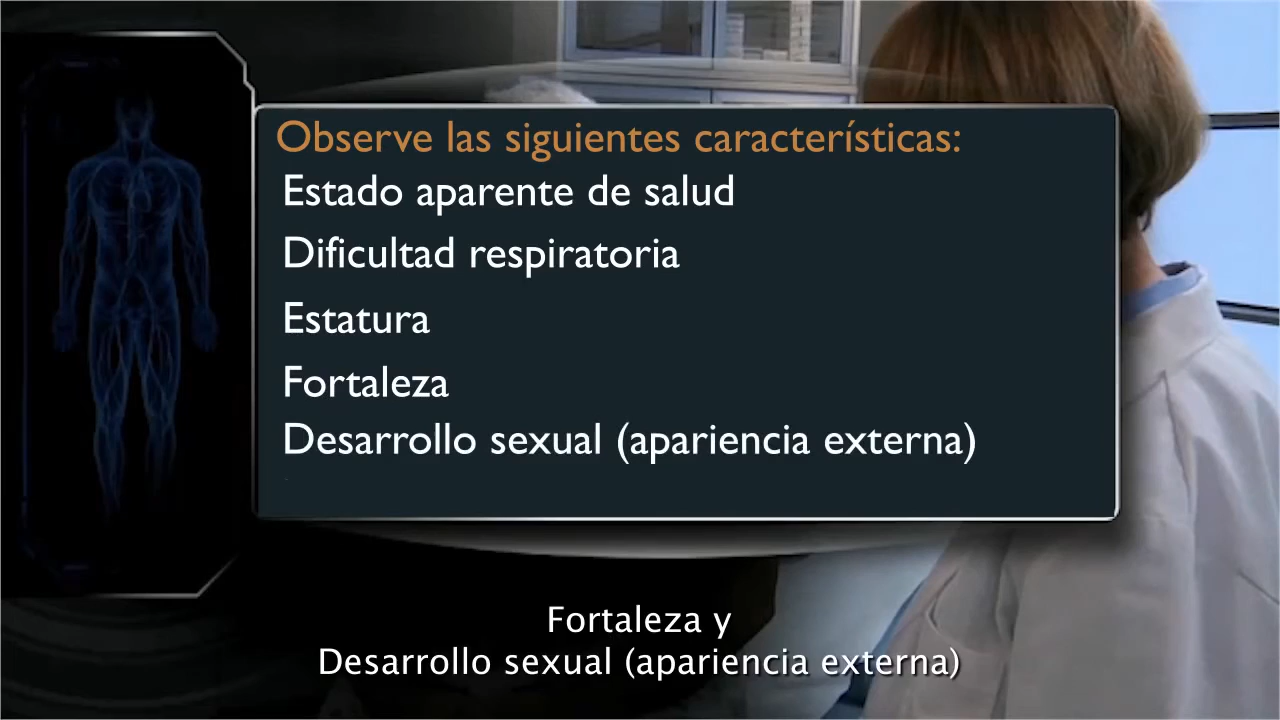 Observe las siguientes características:
Estado aparente de salud
Dificultad respiratoria
Estatura
Fortaleza
Desarrollo sexual (apariencia externa)
Fortaleza y
Desarrollo sexual (apariencia externa)